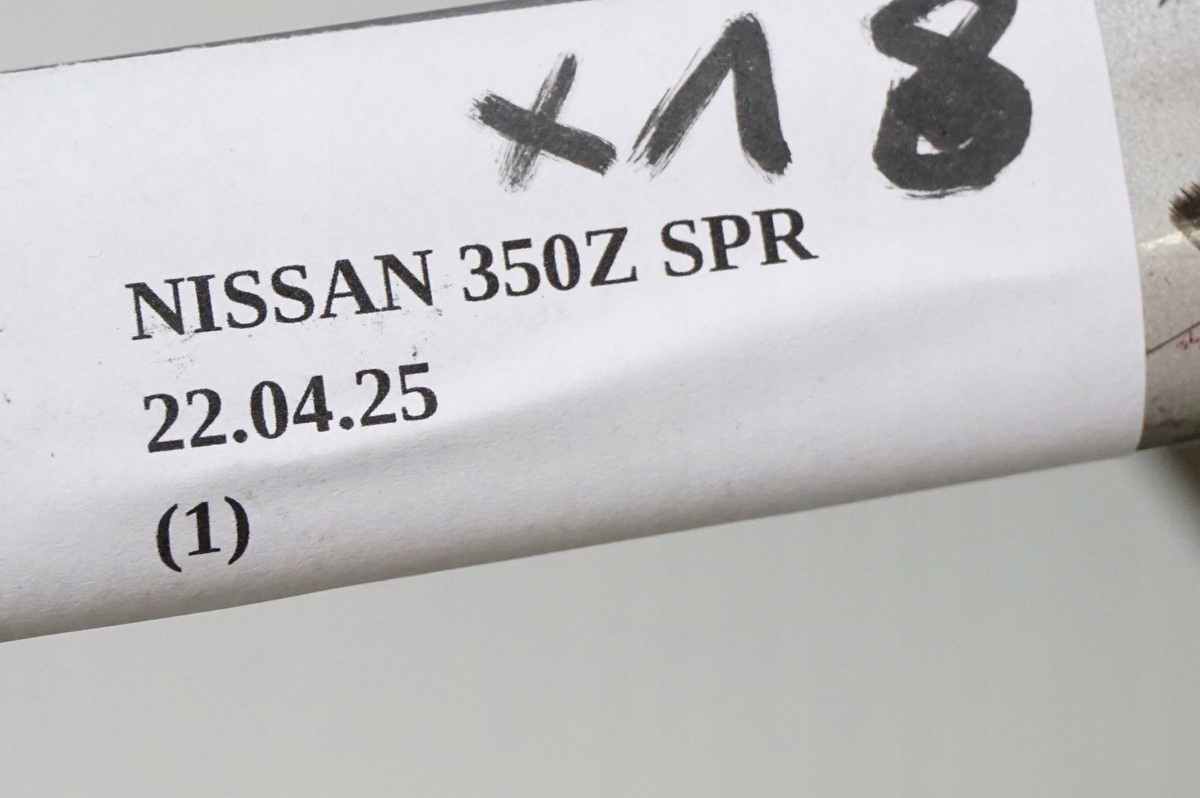 x18
NISSAN 350Z SPR
22.04.25
(1)